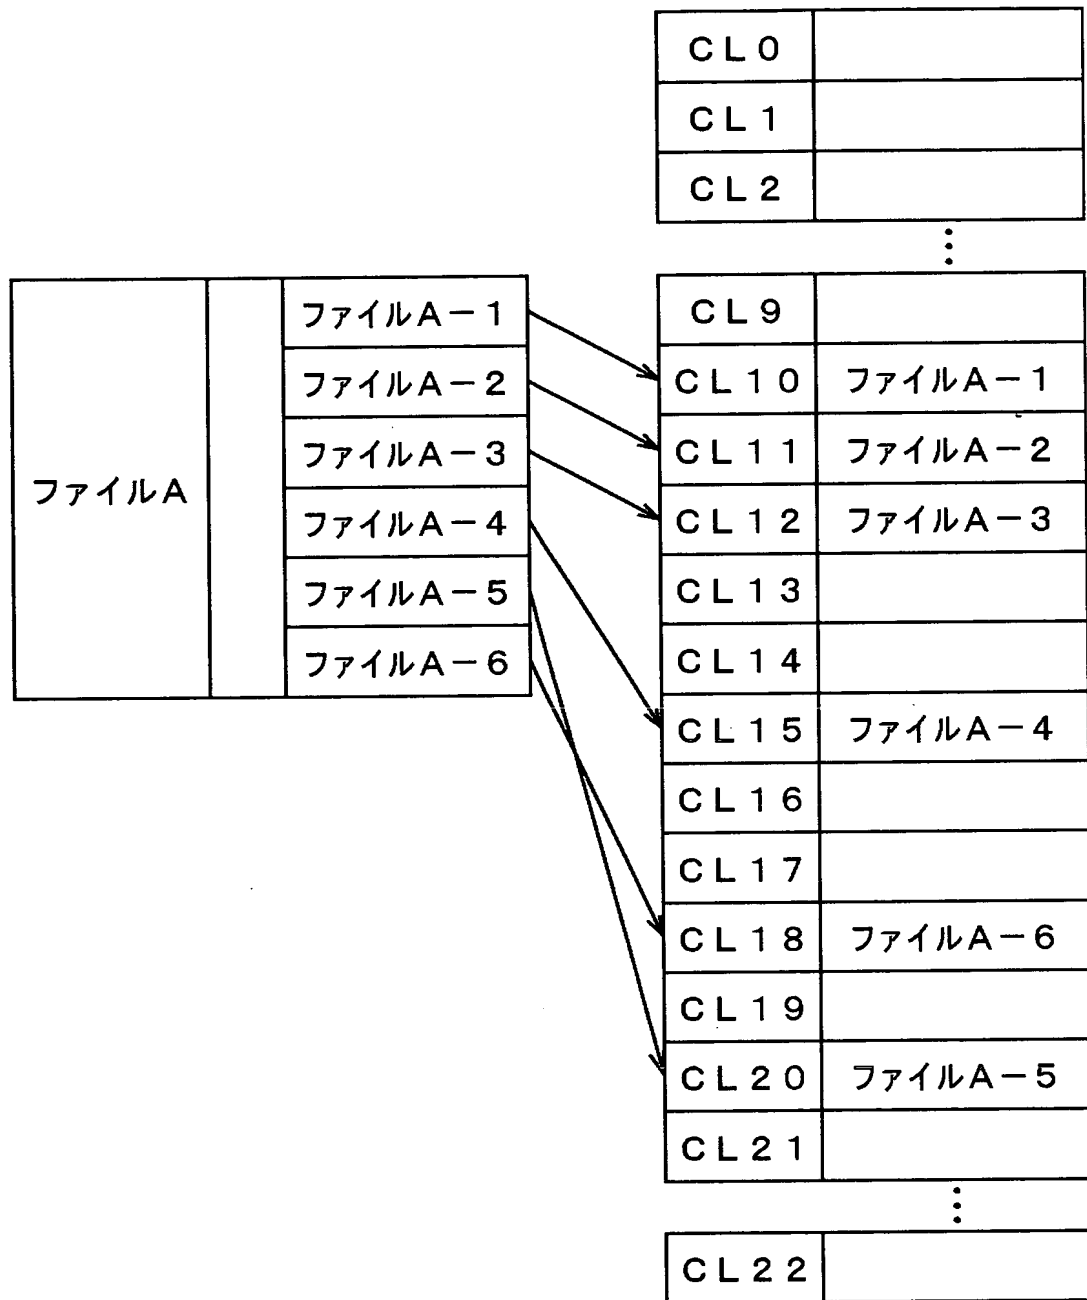 CL0
CL1
CL2
ファイルA
ファイルA-1
ファイルA-2
ファイルA-3
ファイルA-4
ファイルA-5
ファイルA-6
CL9
CL10 ファイルA-1
CL11 ファイルA-2
CL12 ファイルA-3
CL13
CL14
CL15 ファイルA-4
CL16
CL17
CL18 ファイルA-6
CL19
CL20 ファイルA-5
CL21
CL22